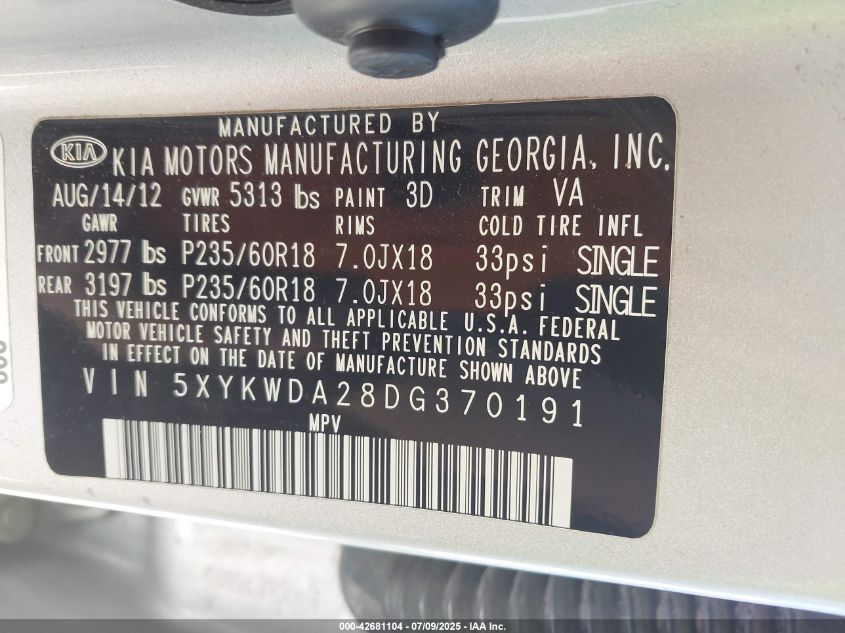 MANUFACTURED BY
KIA KIA MOTORS MANUFACTURING GEORGIA, INC.
AUG/14/12 GVWR 5313 lbs PAINT 3D TRIM VA
GAWR TIRES RIMS COLD TIRE INFL
FRONT 2977 lbs P235/60R18 7.0JX18 33psi SINGLE
REAR 3197 lbs P235/60R18 7.0JX18 33psi SINGLE
THIS VEHICLE CONFORMS TO ALL APPLICABLE U.S.A. FEDERAL
MOTOR VEHICLE SAFETY AND THEFT PREVENTION STANDARDS
IN EFFECT ON THE DATE OF MANUFACTURE SHOWN ABOVE
VIN 5XYKWDA28DG370191
MPV
000-42681104 - 07/09/2025 - IAA Inc.